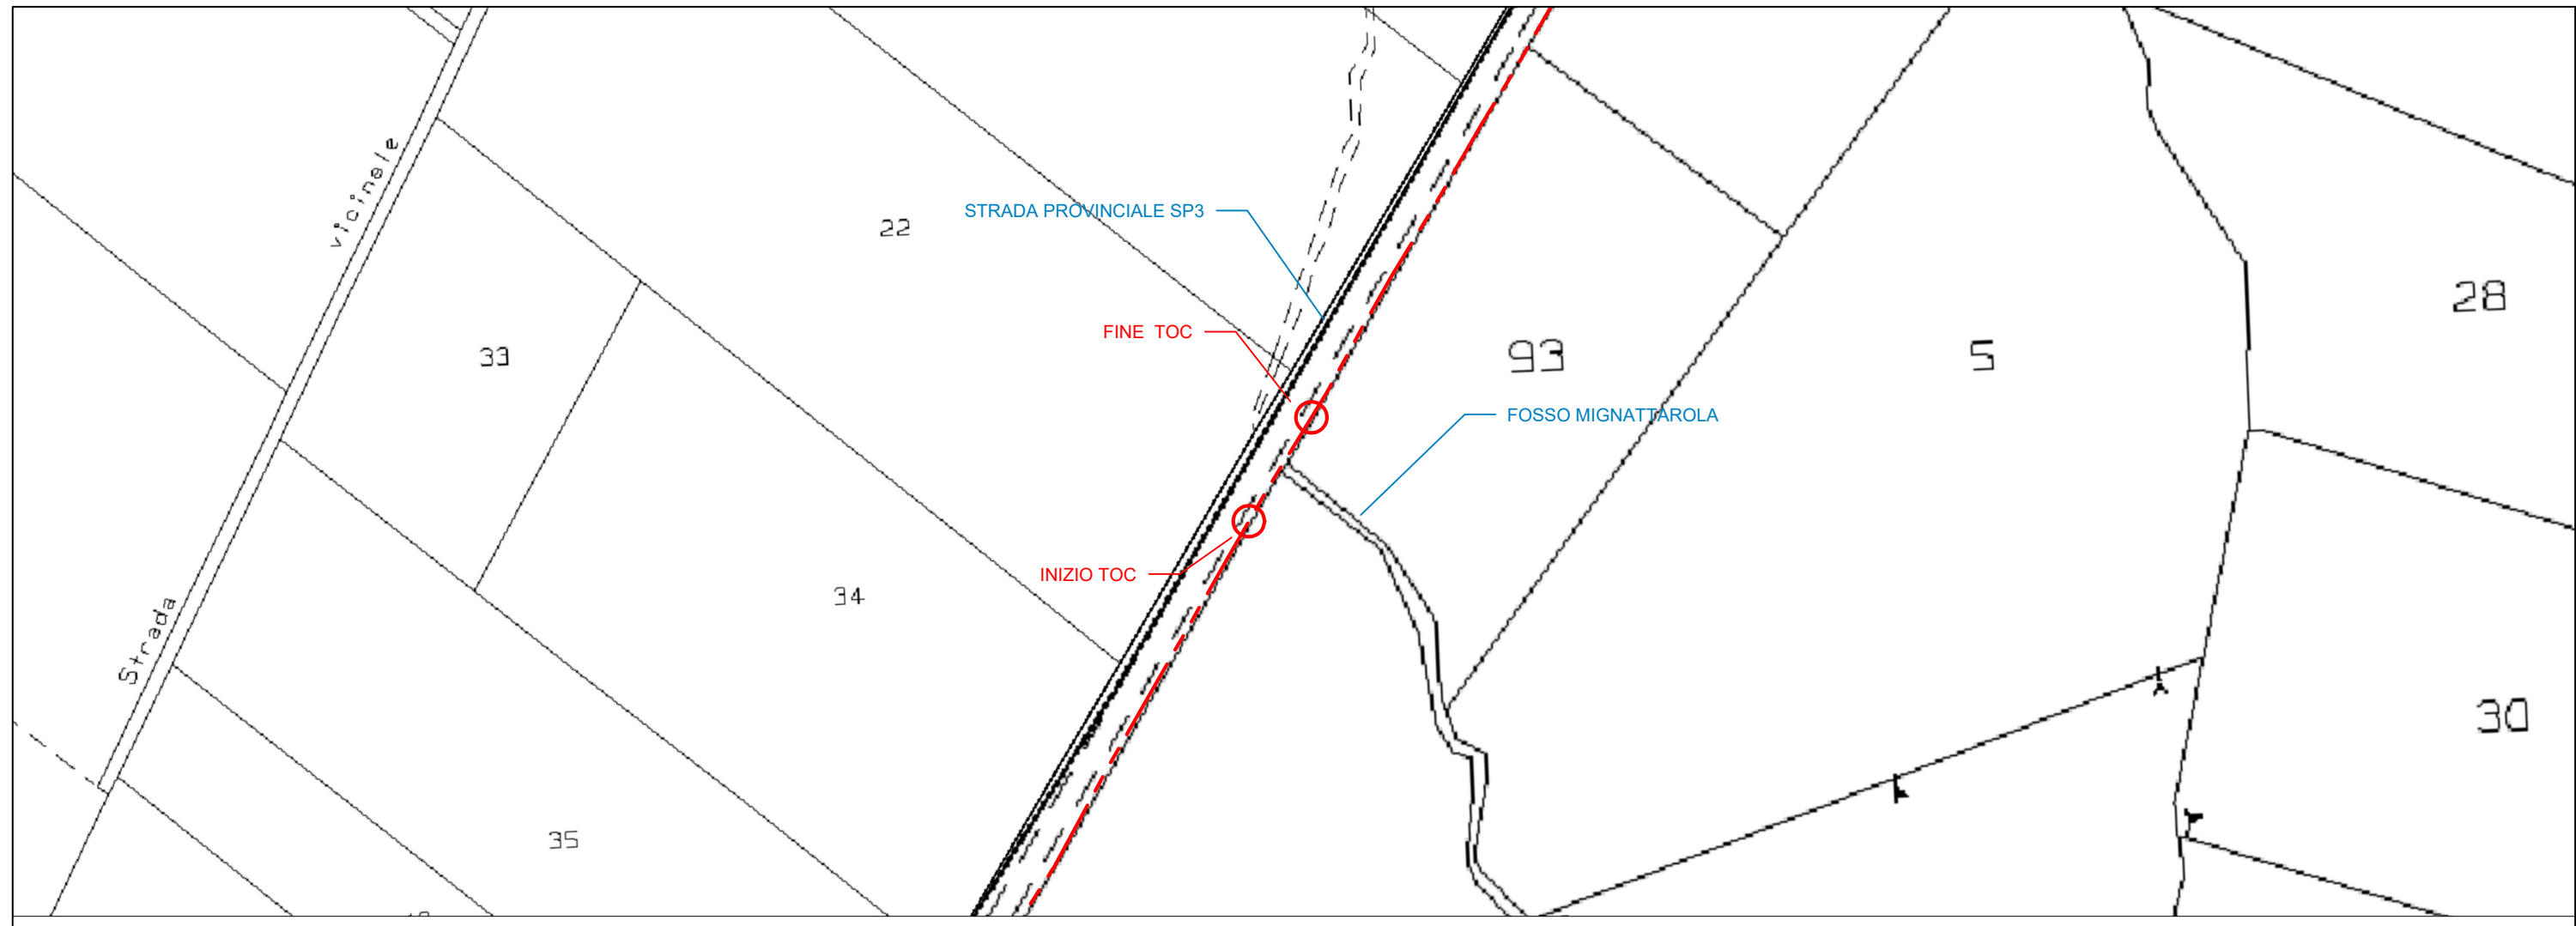 vicinale
22
STRADA PROVINCIALE SP3
28
FINE TOC
33
93
5
FOSSO MIGNATTAROLA
INIZIO TOC
34
Strada
30
35